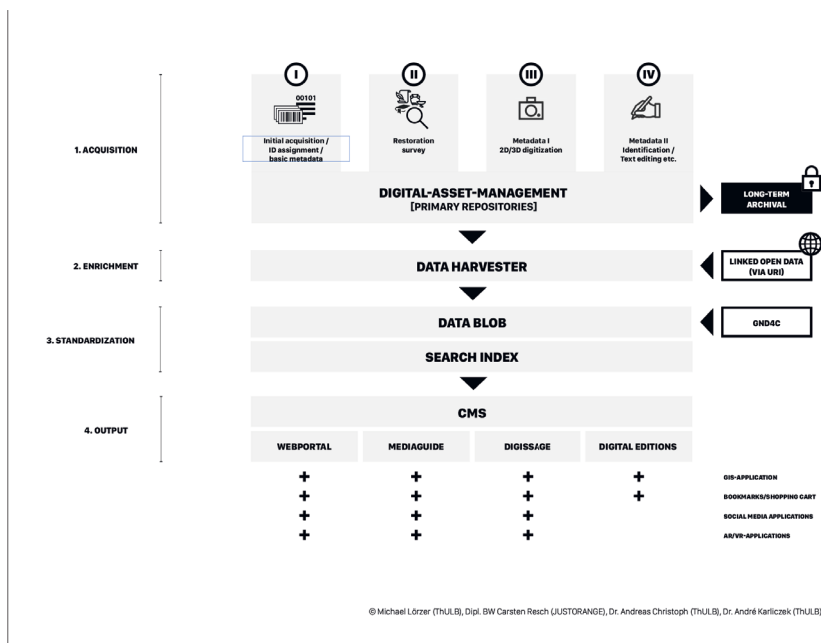 I
II
III
IV
00101
Initial acquisition /
ID assignment /
basic metadata
Restoration
survey
Metadata I
2D/3D digitization
Metadata II
Identification /
Text editing etc.
1. ACQUISITION
DIGITAL-ASSET-MANAGEMENT
[PRIMARY REPOSITORIES]
LONG-TERM
ARCHIVAL
2. ENRICHMENT
DATA HARVESTER
LINKED OPEN DATA
(VIA URI)
3. STANDARDIZATION
DATA BLOB
GND4C
SEARCH INDEX
4. OUTPUT
CMS
WEBPORTAL
MEDIAGUIDE
DIGISSAGE
DIGITAL EDITIONS
+ + + + GIS-APPLICATION
+ + + + BOOKMARKS/SHOPPING CART
+ + + SOCIAL MEDIA APPLICATIONS
+ + + AR/VR-APPLICATIONS
© Michael Lörzer (ThULB), Dipl. BW Carsten Resch (JUSTORANGE), Dr. Andreas Christoph (ThULB), Dr. André Karliczek (ThULB)